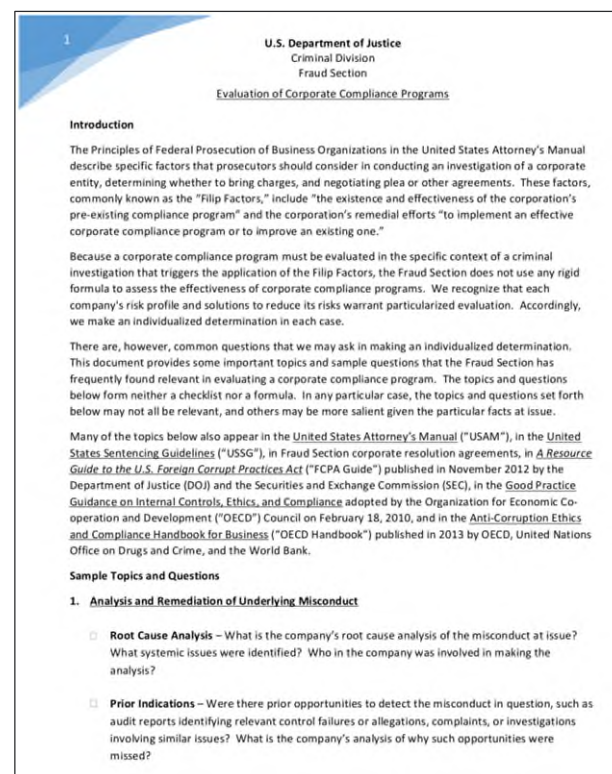 1
U.S. Department of Justice
Criminal Division
Fraud Section
Evaluation of Corporate Compliance Programs
Introduction
The Principles of Federal Prosecution of Business Organizations in the United States Attorney's Manual
describe specific factors that prosecutors should consider in conducting an investigation of a corporate
entity, determining whether to bring charges, and negotiating plea or other agreements. These factors,
commonly known as the "Filip Factors," include "the existence and effectiveness of the corporation's
pre-existing compliance program" and the corporation's remedial efforts "to implement an effective
corporate compliance program or to improve an existing one."
Because a corporate compliance program must be evaluated in the specific context of a criminal
investigation that triggers the application of the Filip Factors, the Fraud Section does not use any rigid
formula to assess the effectiveness of corporate compliance programs. We recognize that each
company's risk profile and solutions to reduce its risks warrant particularized evaluation. Accordingly,
we make an individualized determination in each case.
There are, however, common questions that we may ask in making an individualized determination.
This document provides some important topics and sample questions that the Fraud Section has
frequently found relevant in evaluating a corporate compliance program. The topics and questions
below form neither a checklist nor a formula. In any particular case, the topics and questions set forth
below may not all be relevant, and others may be more salient given the particular facts at issue.
Many of the topics below also appear in the United States Attorney's Manual ("USAM"), in the United
States Sentencing Guidelines ("USSG"), in Fraud Section corporate resolution agreements, in A Resource
Guide to the U.S. Foreign Corrupt Practices Act ("FCPA Guide") published in November 2012 by the
Department of Justice (DOJ) and the Securities and Exchange Commission (SEC), in the Good Practice
Guidance on Internal Controls, Ethics, and Compliance adopted by the Organization for Economic Co-
operation and Development ("OECD") Council on February 18, 2010, and in the Anti-Corruption Ethics
and Compliance Handbook for Business ("OECD Handbook") published in 2013 by OECD, United Nations
Office on Drugs and Crime, and the World Bank.
Sample Topics and Questions
1. Analysis and Remediation of Underlying Misconduct
Root Cause Analysis – What is the company's root cause analysis of the misconduct at issue?
What systemic issues were identified? Who in the company was involved in making the
analysis?
Prior Indications – Were there prior opportunities to detect the misconduct in question, such as
audit reports identifying relevant control failures or allegations, complaints, or investigations
involving similar issues? What is the company's analysis of why such opportunities were
missed?